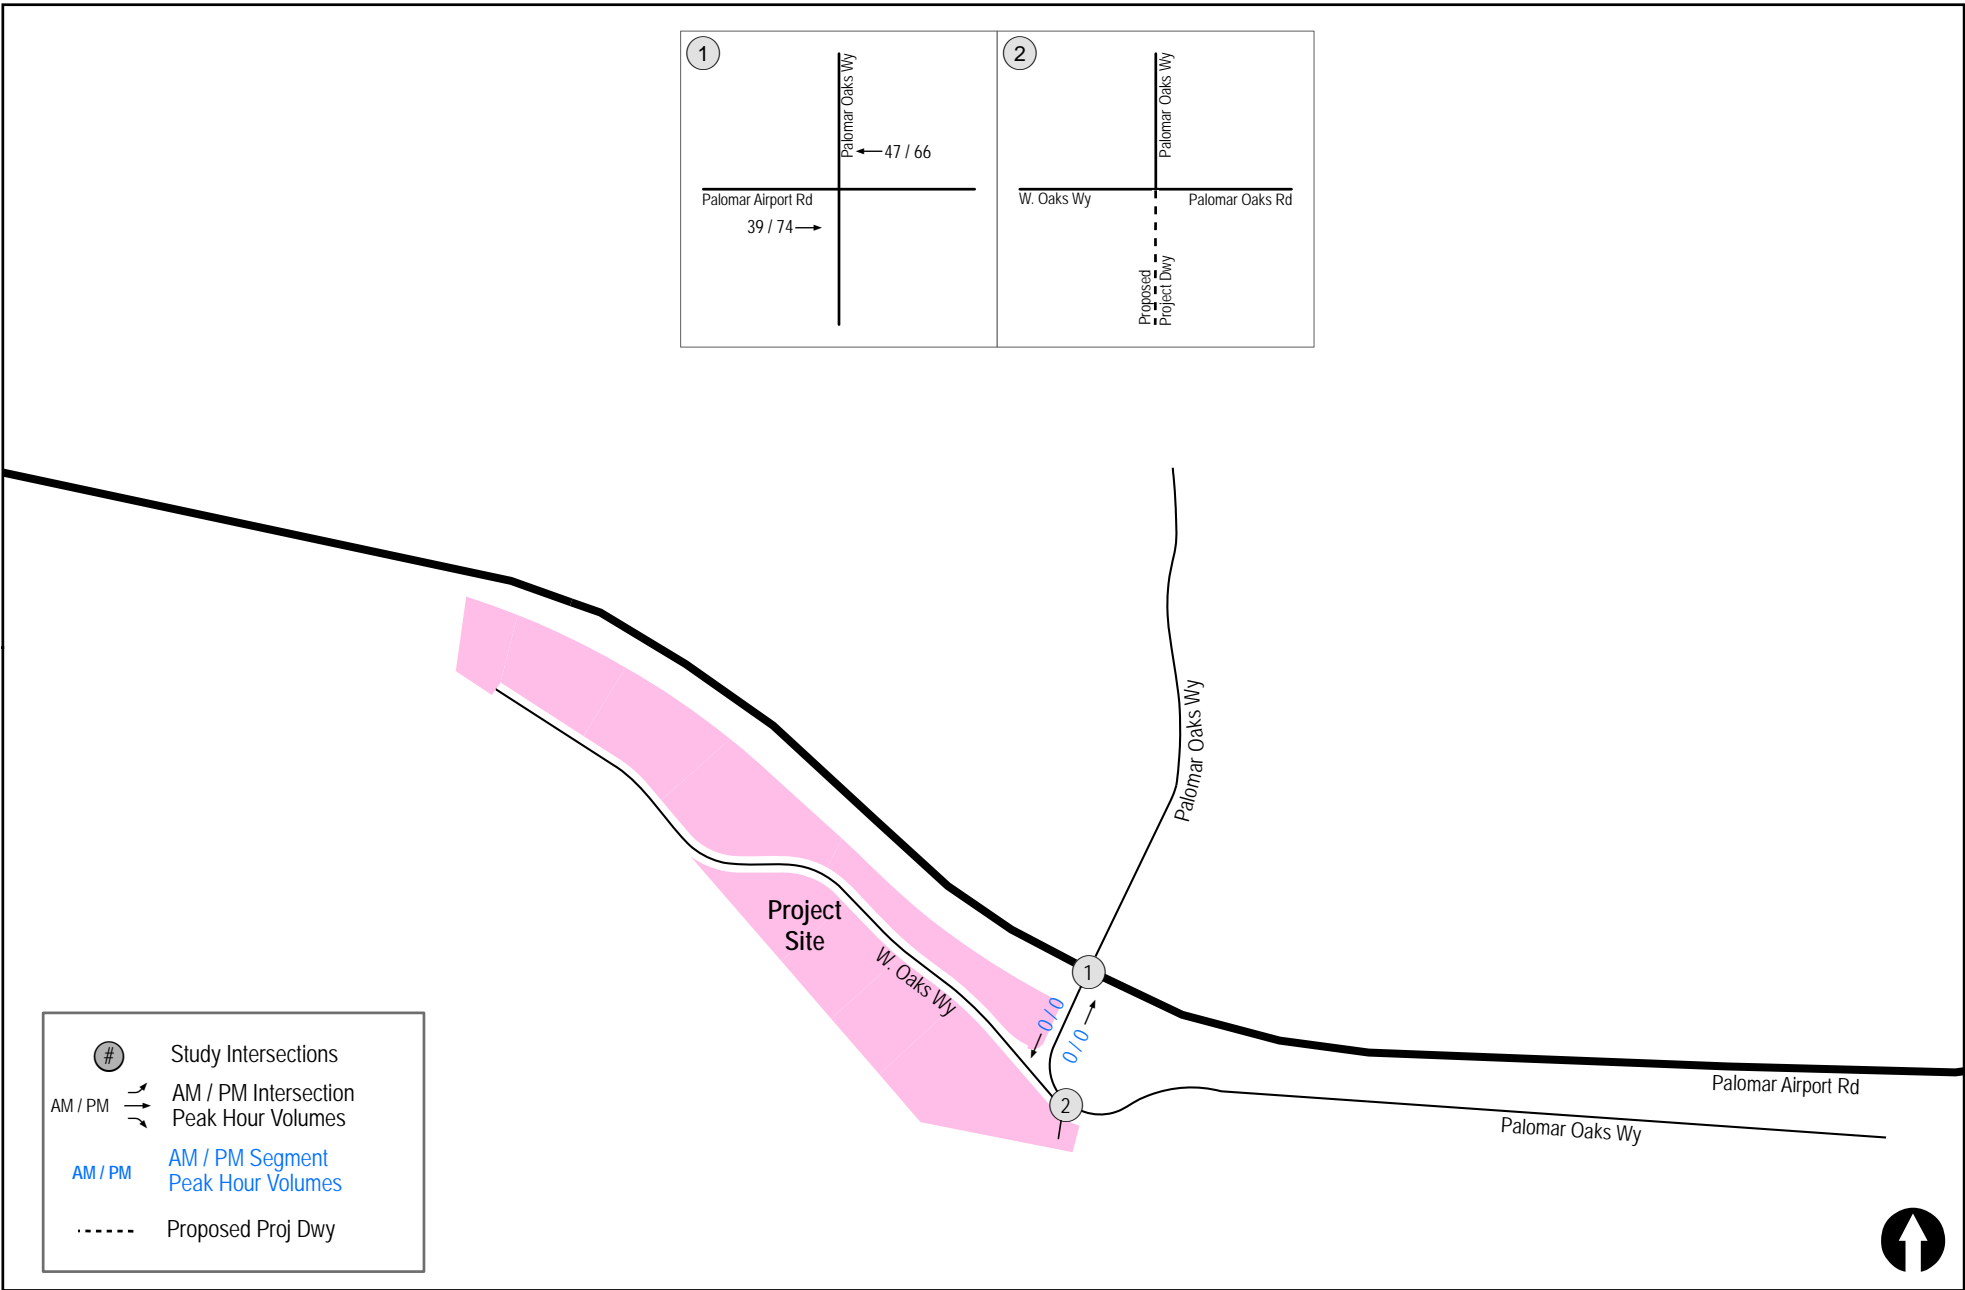 1
Palomar Oaks Wy
47 / 66
Palomar Airport Rd
39 / 74
2
Palomar Oaks Wy
W. Oaks Wy
Palomar Oaks Rd
Proposed
Project Dwy
Palomar Oaks Wy
Project
Site
W. Oaks Wy
1
0 / 0
0 / 0
2
Palomar Airport Rd
Palomar Oaks Wy
# Study Intersections
AM / PM
AM / PM Intersection
Peak Hour Volumes
AM / PM
AM / PM Segment
Peak Hour Volumes
Proposed Proj Dwy